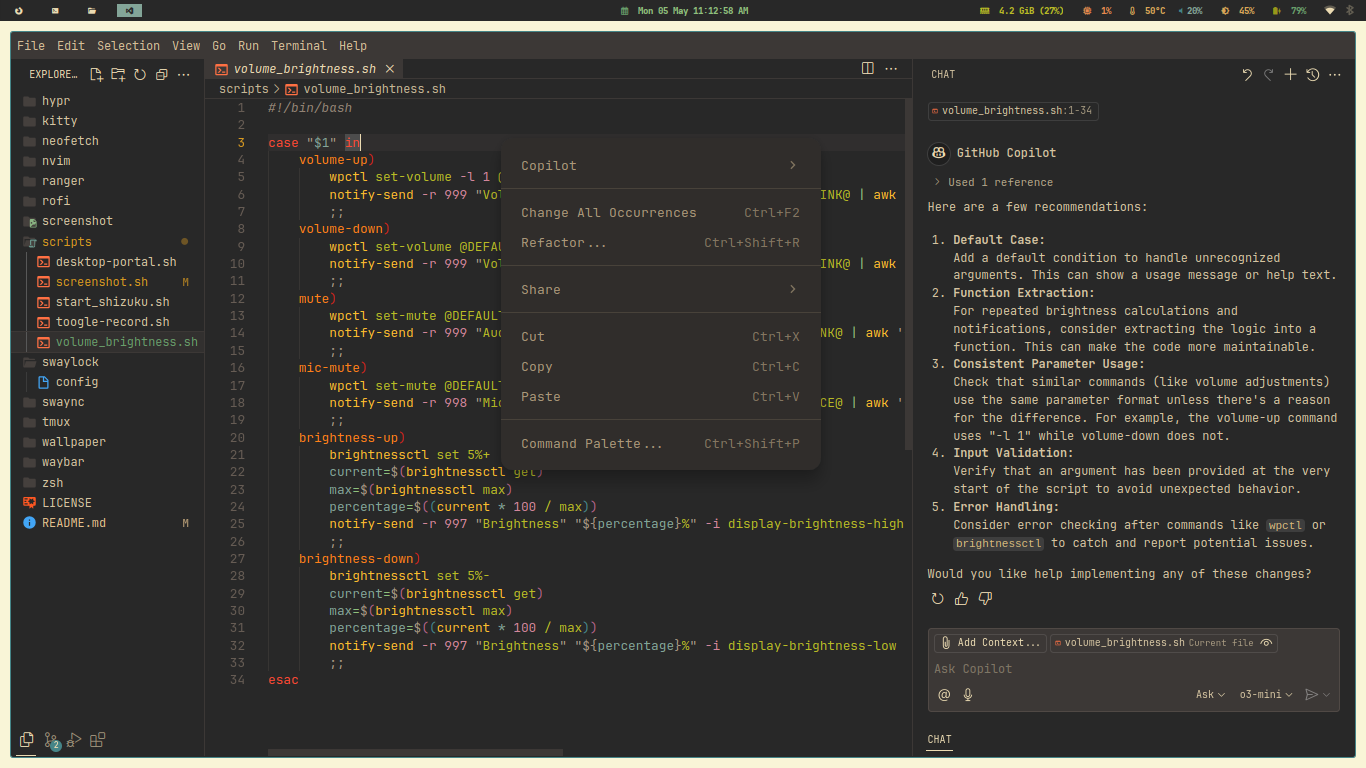 Mon 05 May 11:12:58 AM
4.2 GiB (27%)
1%
50°C
20%
45%
79%
File Edit Selection View Go Run Terminal Help
EXPLORE…
hypr
kitty
neofetch
nvim
ranger
rofi
screenshot
scripts
desktop-portal.sh
screenshot.sh M
start_shizuku.sh
toogle-record.sh
volume_brightness.sh
swaylock
config
swaync
tmux
wallpaper
waybar
zsh
LICENSE
README.md M
2
volume_brightness.sh
scripts > volume_brightness.sh
1 #!/bin/bash
2
3 case "$1" in
4 volume-up)
5 wpctl set-volume -l 1
6 notify-send -r 999 "Vol INK@ | awk
7 ;;
8 volume-down)
9 wpctl set-volume @DEFAU
10 notify-send -r 999 "Vol INK@ | awk
11 ;;
12 mute)
13 wpctl set-mute @DEFAULT
14 notify-send -r 999 "Aud NK@ | awk '
15 ;;
16 mic-mute)
17 wpctl set-mute @DEFAULT
18 notify-send -r 998 "Mic CE@ | awk '
19 ;;
20 brightness-up)
21 brightnessctl set 5%+
22 current=$(brightnessctl get)
23 max=$(brightnessctl max)
24 percentage=$((current * 100 / max))
25 notify-send -r 997 "Brightness" "${percentage}%" -i display-brightness-high
26 ;;
27 brightness-down)
28 brightnessctl set 5%-
29 current=$(brightnessctl get)
30 max=$(brightnessctl max)
31 percentage=$((current * 100 / max))
32 notify-send -r 997 "Brightness" "${percentage}%" -i display-brightness-low
33 ;;
34 esac
Copilot
Change All Occurrences Ctrl+F2
Refactor... Ctrl+Shift+R
Share
Cut Ctrl+X
Copy Ctrl+C
Paste Ctrl+V
Command Palette... Ctrl+Shift+P
CHAT
volume_brightness.sh:1-34
GitHub Copilot
Used 1 reference
Here are a few recommendations:
1. Default Case:
Add a default condition to handle unrecognized
arguments. This can show a usage message or help text.
2. Function Extraction:
For repeated brightness calculations and
notifications, consider extracting the logic into a
function. This can make the code more maintainable.
3. Consistent Parameter Usage:
Check that similar commands (like volume adjustments)
use the same parameter format unless there's a reason
for the difference. For example, the volume-up command
uses "-l 1" while volume-down does not.
4. Input Validation:
Verify that an argument has been provided at the very
start of the script to avoid unexpected behavior.
5. Error Handling:
Consider error checking after commands like wpctl or
brightnessctl to catch and report potential issues.
Would you like help implementing any of these changes?
Add Context... volume_brightness.sh Current file
Ask Copilot
@ Ask o3-mini
CHAT